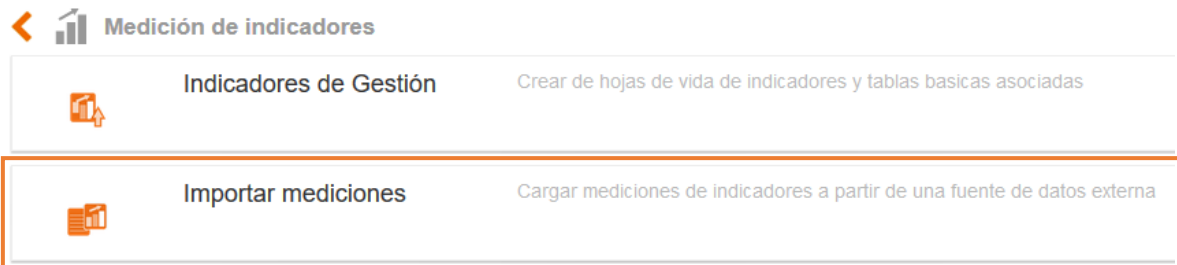 Medición de indicadores
Indicadores de Gestión Crear de hojas de vida de indicadores y tablas basicas asociadas
Importar mediciones Cargar mediciones de indicadores a partir de una fuente de datos externa